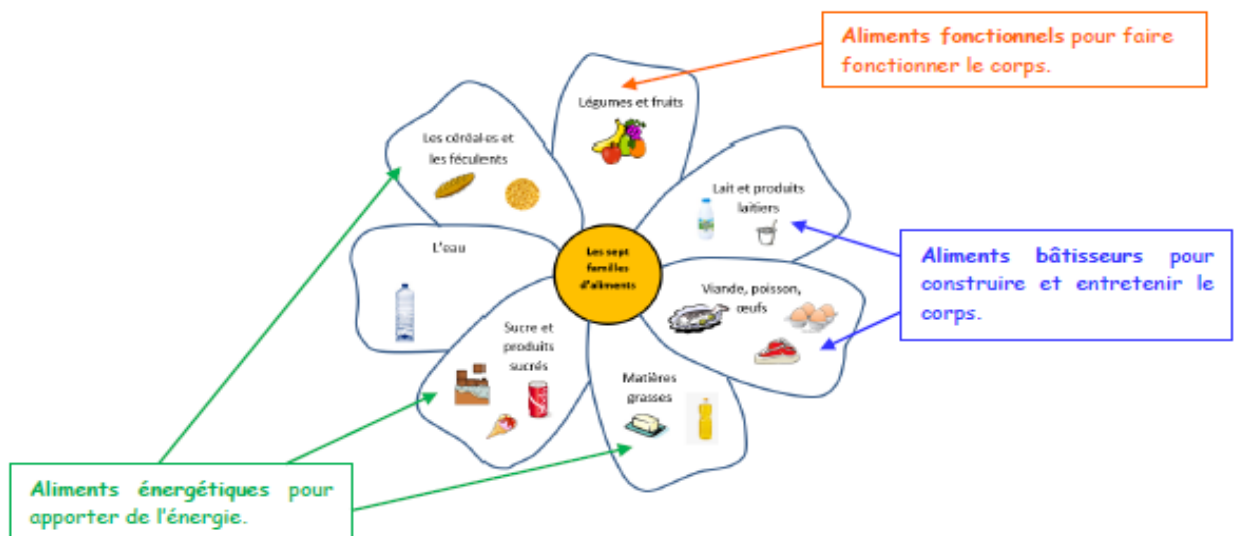 Aliments fonctionnels pour faire
fonctionner le corps.
Légumes et fruits
Les céréales et
les féculents
Lait et produits
laitiers
L'eau
Les sept
familles
d'aliments
Aliments bâtisseurs pour
construire et entretenir le
corps.
Viande, poisson,
œufs
Sucre et
produits
sucrés
Matières
grasses
Aliments énergétiques pour
apporter de l'énergie.